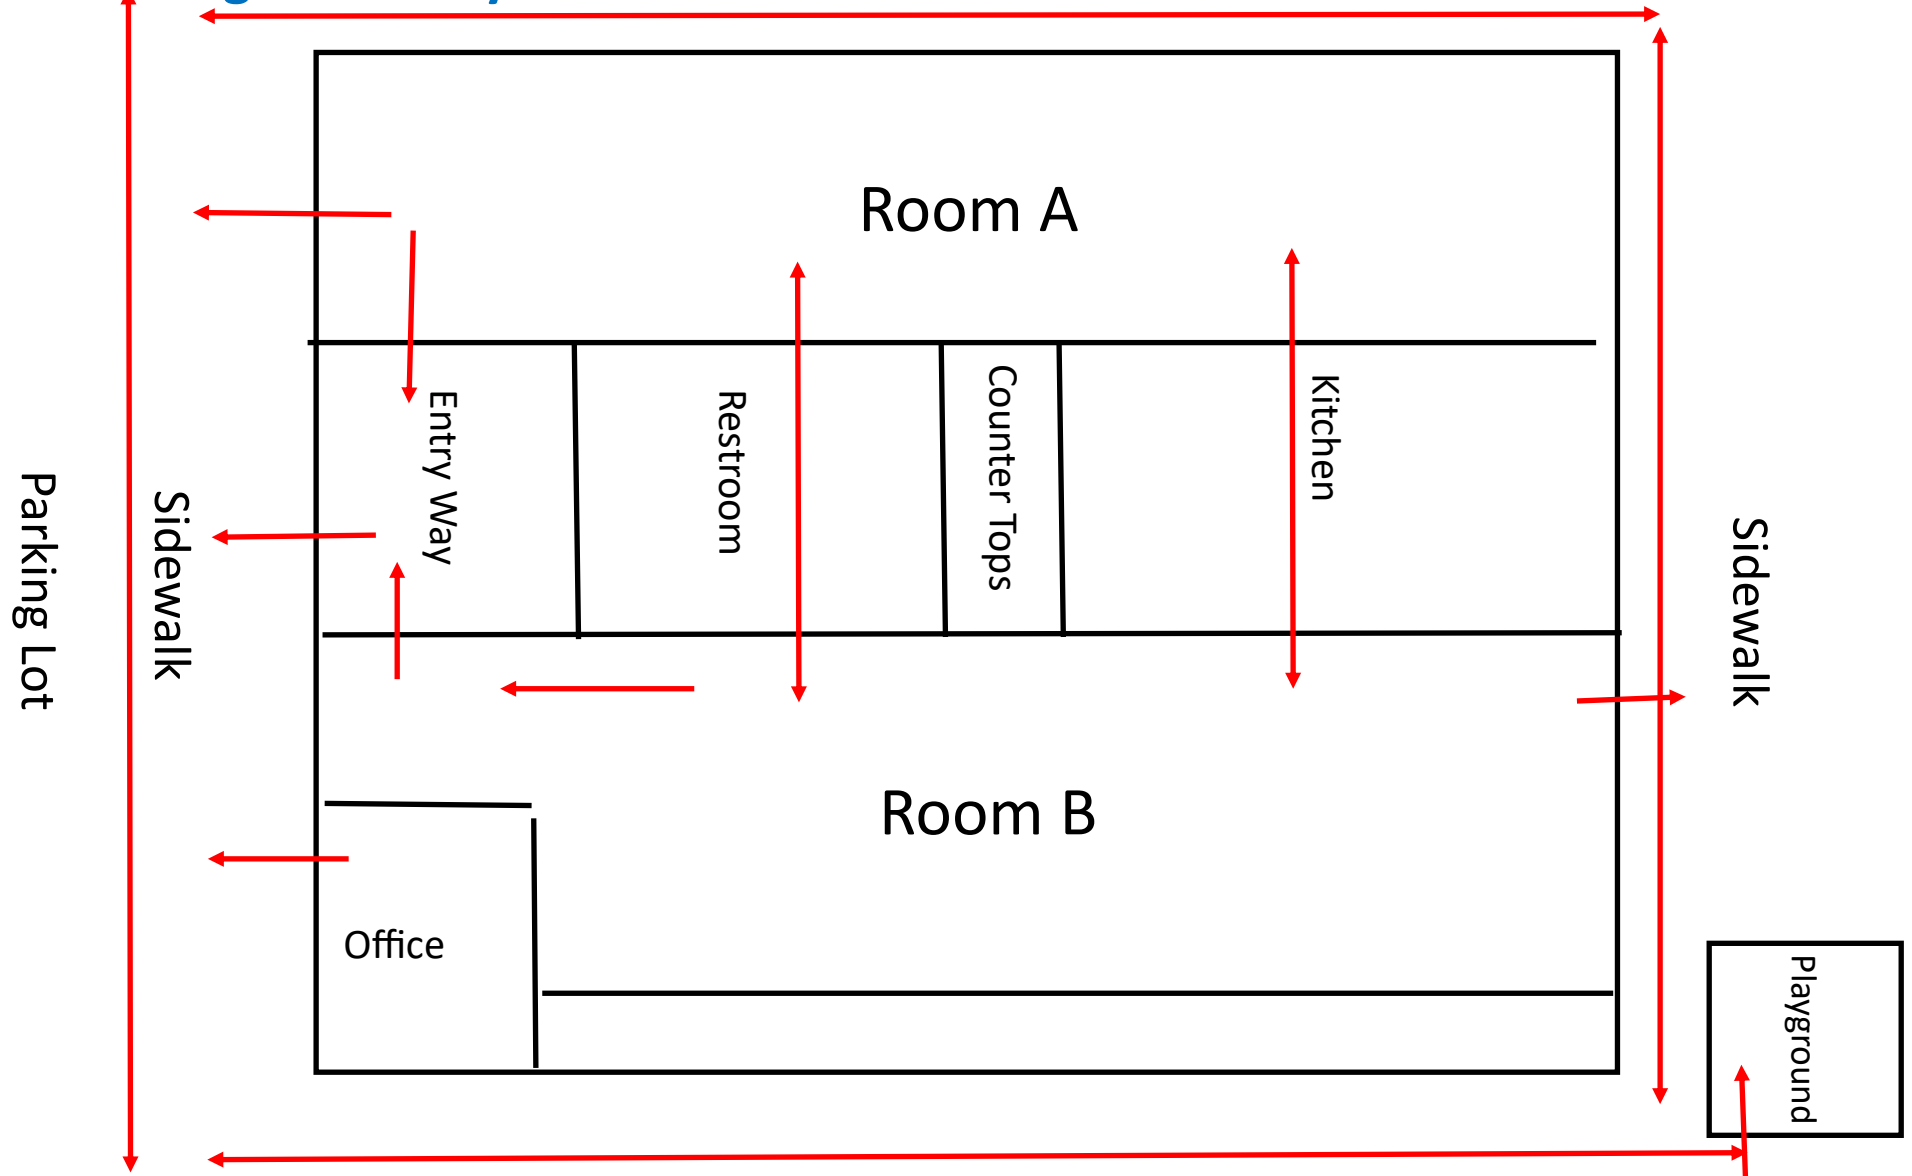 Room A
Entry Way
Restroom
Counter Tops
Kitchen
Parking Lot
Sidewalk
Sidewalk
Room B
Office
Playground